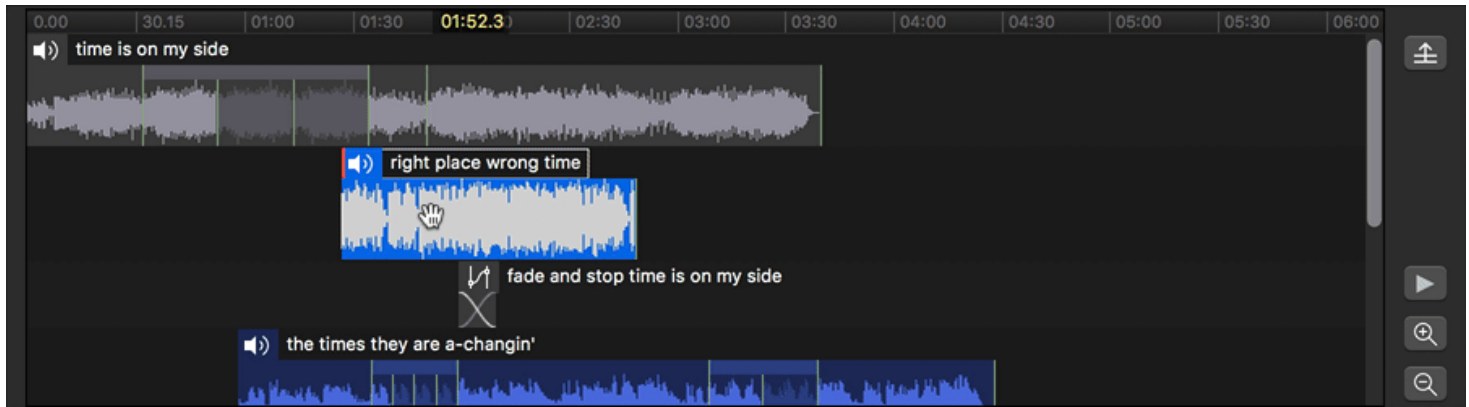 0.00 30.15 01:00 01:30 01:52.3 02:30 03:00 03:30 04:00 04:30 05:00 05:30 06:00
time is on my side
right place wrong time
fade and stop time is on my side
the times they are a-changin'